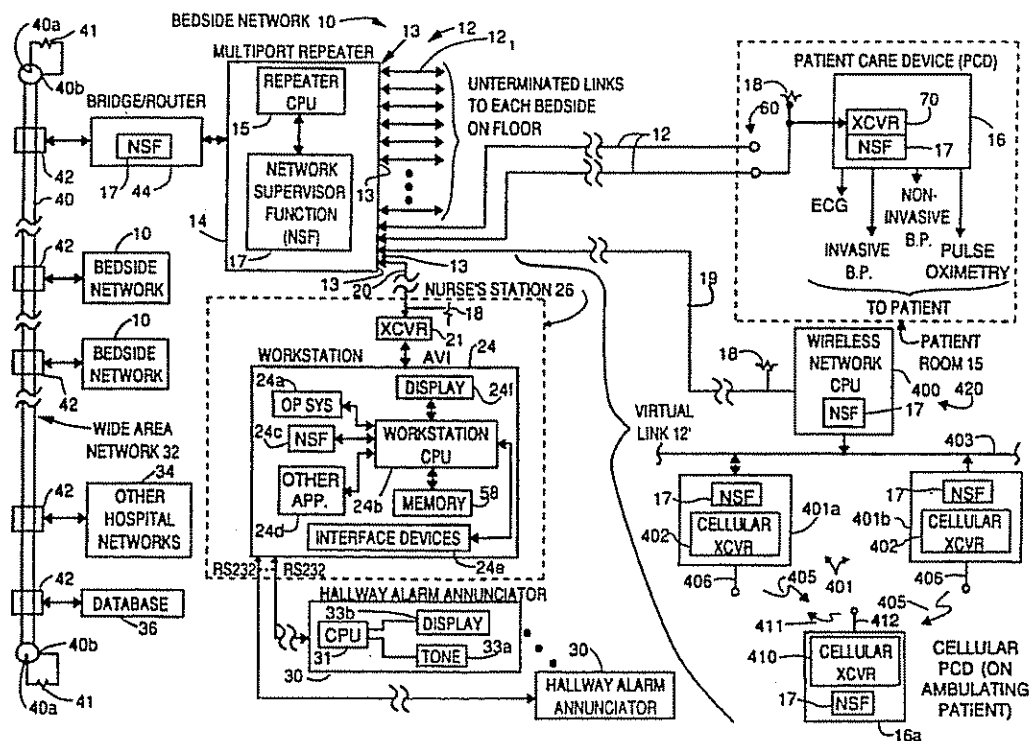 BEDSIDE NETWORK 10
40a
41
40b
13
12
12₁
MULTIPORT REPEATER
REPEATER
CPU
15
UNTERMINATED LINKS
TO EACH BEDSIDE
ON FLOOR
PATIENT CARE DEVICE (PCD)
18
XCVR
70
NSF
17
16
60
12
BRIDGE/ROUTER
NSF
17
44
42
40
NETWORK
SUPERVISOR
FUNCTION
(NSF)
14
17
13
13
13
20
ECG
INVASIVE
B.P.
NON-
INVASIVE
B.P.
PULSE
OXIMETRY
TO PATIENT
PATIENT
ROOM 15
42
10
BEDSIDE
NETWORK
10
BEDSIDE
NETWORK
42
WIDE AREA
NETWORK 32
34
42
OTHER
HOSPITAL
NETWORKS
42
DATABASE
36
40b
41
40a
NURSE'S STATION 26
18
XCVR
21
WORKSTATION
AVI
24
24a
OP SYS
DISPLAY
24f
24c
NSF
WORKSTATION
CPU
OTHER
APP.
24d
24b
MEMORY
58
INTERFACE DEVICES
24e
RS232
RS232
HALLWAY ALARM ANNUNCIATOR
33b
DISPLAY
CPU
31
TONE
33a
30
30
HALLWAY ALARM
ANNUNCIATOR
19
18
WIRELESS
NETWORK
CPU
NSF
17
400
420
VIRTUAL
LINK 12'
403
17
NSF
CELLULAR
XCVR
402
401a
406
17
NSF
401b
CELLULAR
XCVR
402
406
401
405
405
411
412
410
CELLULAR
XCVR
17
NSF
16a
CELLULAR
PCD (ON
AMBULATING
PATIENT)